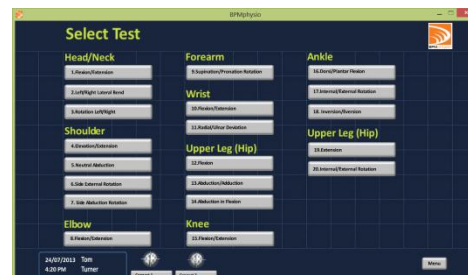 BPMphysio
Select Test
Head/Neck
1.Flexion/Extension
2.Left/Right Lateral Bend
3.Rotation Left/Right
Shoulder
4.Elevation/Extension
5.Neutral Abduction
6.Side External Rotation
7. Side Abduction Rotation
Elbow
8.Flexion/Extension
Forearm
9.Supination/Pronation Rotation
Wrist
10.Flexion/Extension
11.Radial/Ulnar Deviation
Upper Leg (Hip)
12.Flexion
13.Abduction/Adduction
14.Abduction in Flexion
Knee
15.Flexion/Extension
Ankle
16.Dorsi/Plantar Flexion
17.Internal/External Rotation
18. Inversion/Eversion
Upper Leg (Hip)
19.Extension
20.Internal/External Rotation
24/07/2013 Tom
4:20 PM Turner
Menu